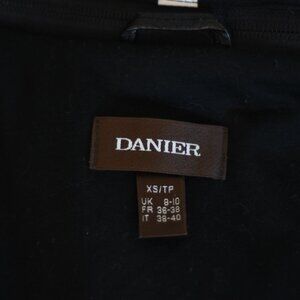 DANIER
XS/TP
UK 8-10
FR 36-38
IT 38-40